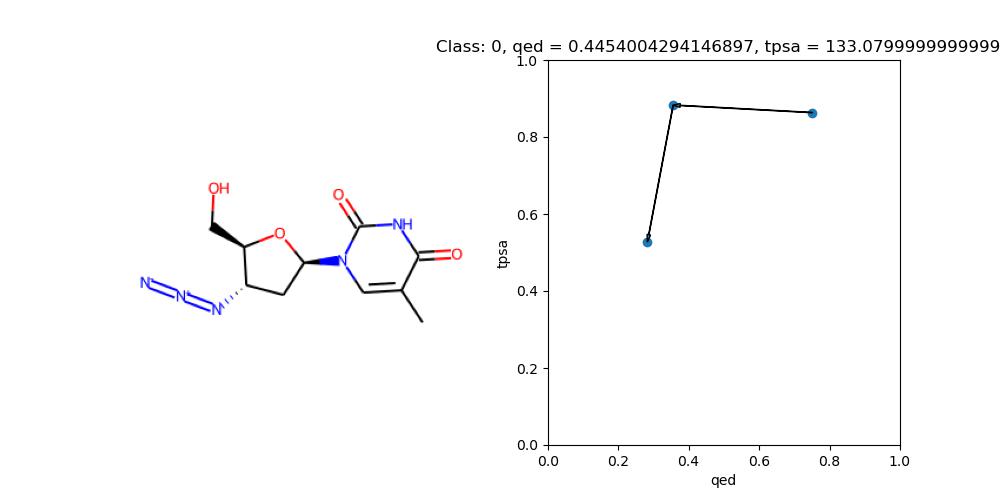 Class: 0, qed = 0.4454004294146897, tpsa = 133.0799999999999
OH
O
O
NH
N
O
N
N+
N
1.0
0.8
0.6
0.4
0.2
0.0
tpsa
0.0 0.2 0.4 0.6 0.8 1.0
qed